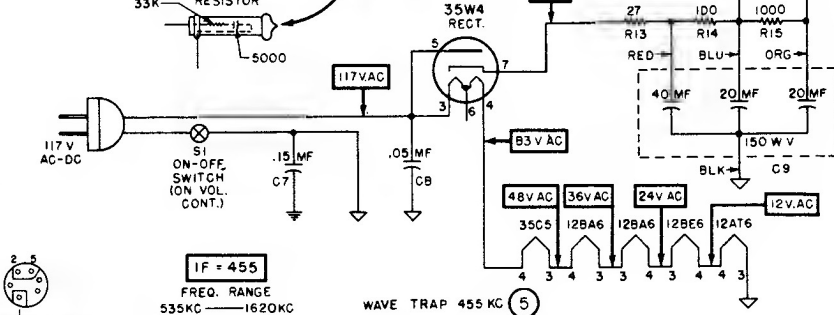 RESISTOR
33K
5000
35W4
RECT.
5
7
3
6
4
117V.AC
27
R13
100
R14
1000
R15
RED
BLU
ORG
40 MF
20 MF
20 MF
150 W V
BLK
C9
117 V
AC-DC
S1
ON-OFF
SWITCH
(ON VOL.
CONT.)
.15 MF
C7
.05 MF
C8
83 V AC
48V AC
36V AC
24V AC
12V.AC
35C5
12BA6
12BA6
12BE6
12AT6
4
3
4
3
3
4
3
4
4
3
2 5
1
IF = 455
FREQ. RANGE
535KC — 1620KC
WAVE TRAP 455 KC 5